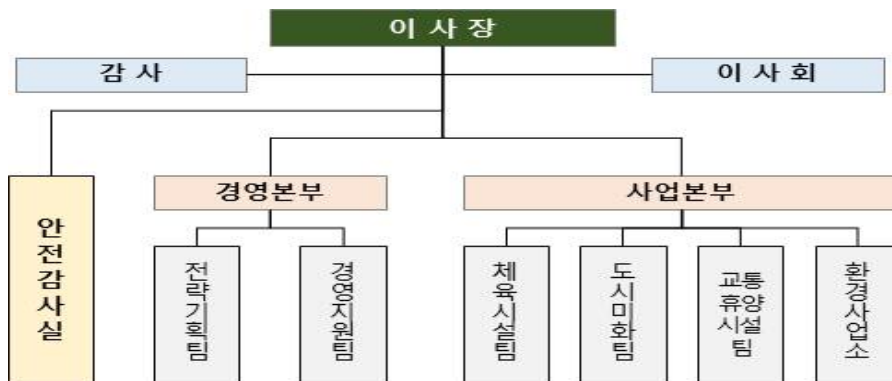 이 사 장
감 사
이 사 회
경영본부
사업본부
안전감사실
전략기획팀
경영지원팀
체육시설팀
도시미화팀
교통
휴양
시설
팀
환경사업소